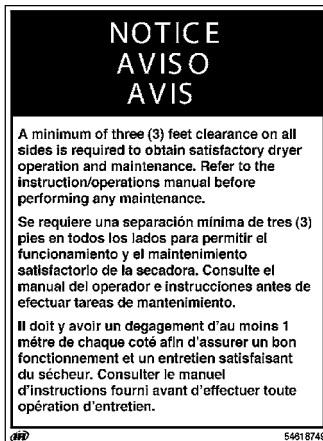 NOTICE
AVISO
AVIS
A minimum of three (3) feet clearance on all
sides is required to obtain satisfactory dryer
operation and maintenance. Refer to the
instruction/operations manual before
performing any maintenance.
Se requiere una separación mínima de tres (3)
pies en todos los lados para permitir el
funcionamiento y el maintenimiento
satisfactorio de la secadora. Consulte el
manual del operador e instrucciones antes de
efectuar tareas de mantenimiento.
Il doit y avoir un degagement d'au moins 1
métre de chaque coté afin d'assurer un bon
fonctionnement et un entretien satisfaisant
du sécheur. Consulter le manuel
d'instructions fourni avant d'effectuer toute
opération d'entretien.
IR 54618749